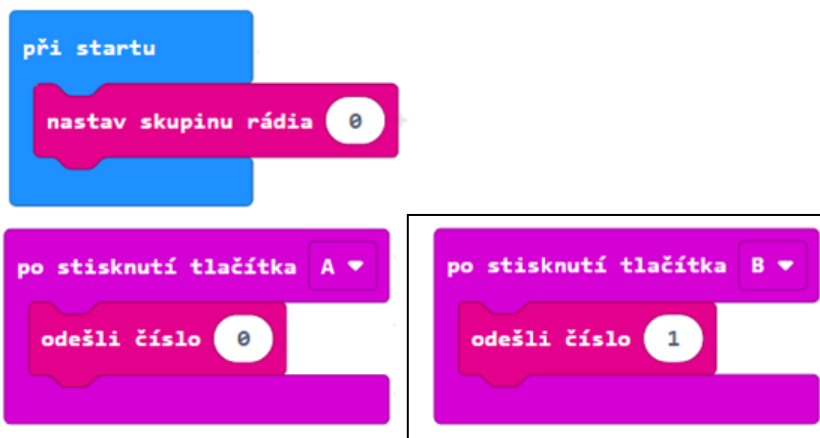 při startu
nastav skupinu rádia 0
po stisknutí tlačítka A
odešli číslo 0
po stisknutí tlačítka B
odešli číslo 1